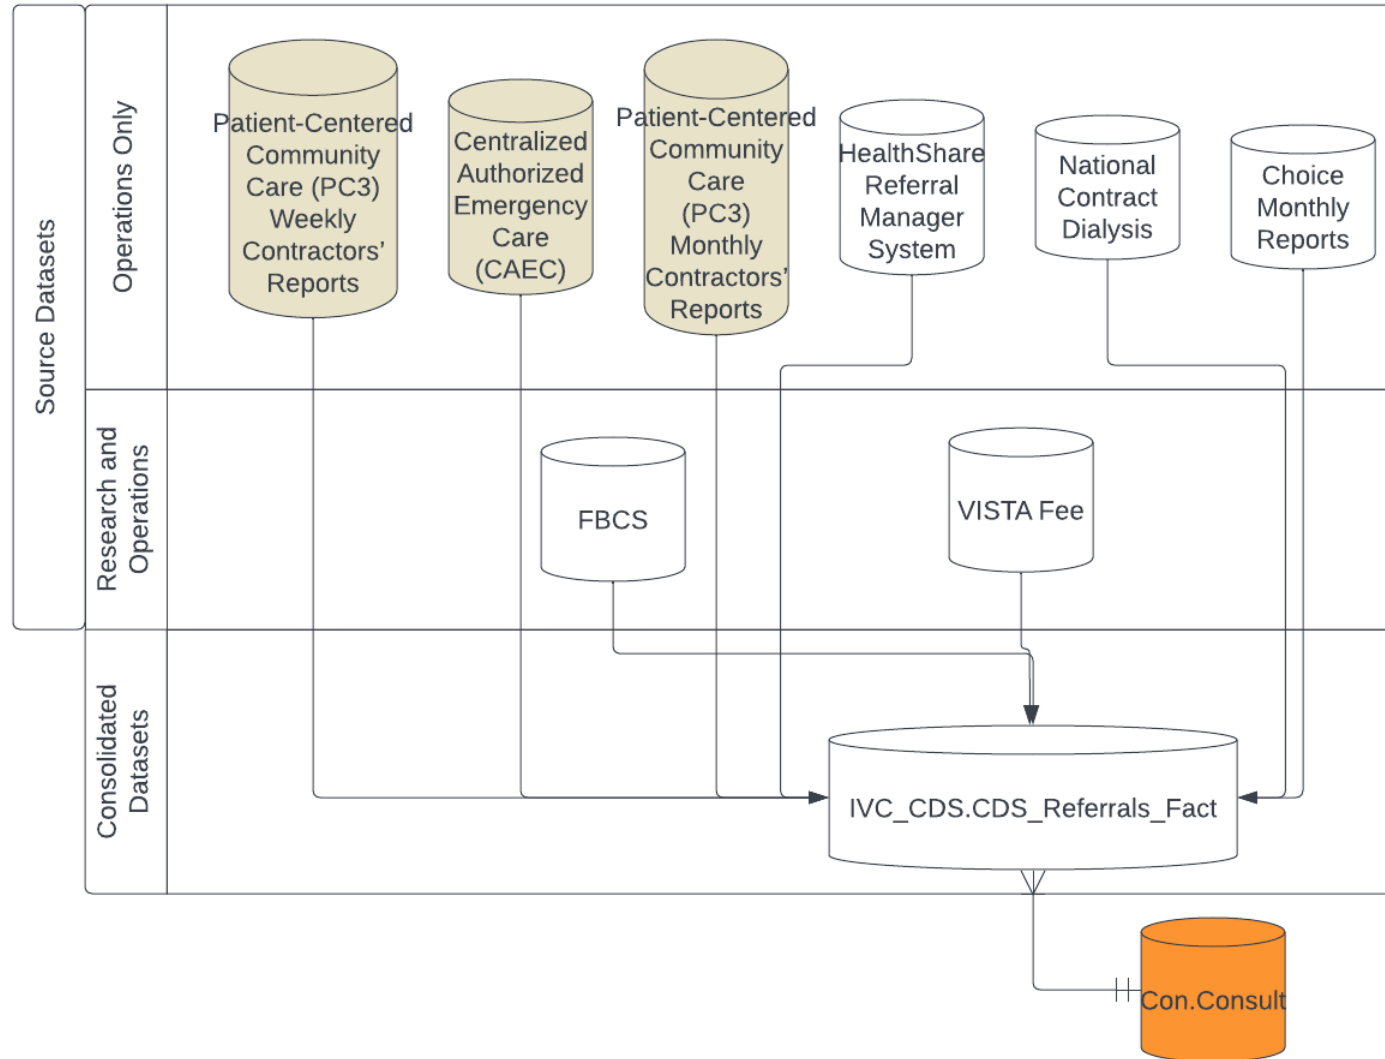 Source Datasets
Operations Only
Patient-Centered
Community
Care (PC3)
Weekly
Contractors'
Reports
Centralized
Authorized
Emergency
Care
(CAEC)
Patient-Centered
Community
Care
(PC3)
Monthly
Contractors'
Reports
HealthShare
Referral
Manager
System
National
Contract
Dialysis
Choice
Monthly
Reports
Research and
Operations
FBCS
VISTA Fee
Consolidated
Datasets
IVC_CDS.CDS_Referrals_Fact
Con.Consult